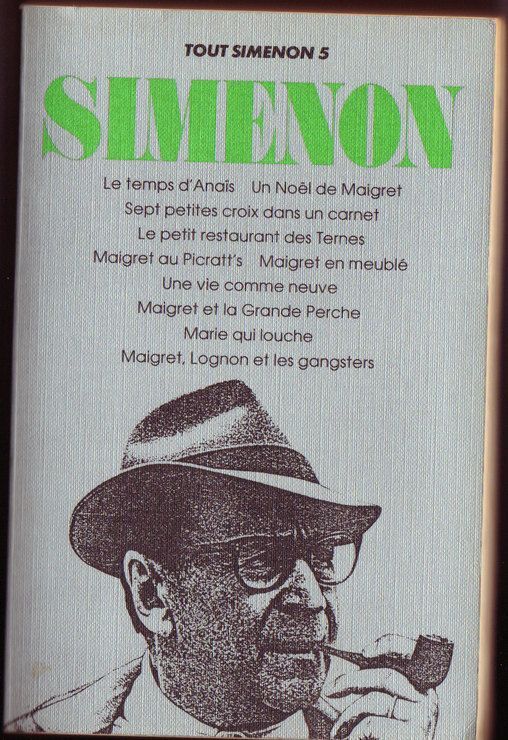 TOUT SIMENON 5
SIMENON
Le temps d'Anaïs Un Noël de Maigret
Sept petites croix dans un carnet
Le petit restaurant des Ternes
Maigret au Picratt's Maigret en meublé
Une vie comme neuve
Maigret et la Grande Perche
Marie qui louche
Maigret, Lognon et les gangsters